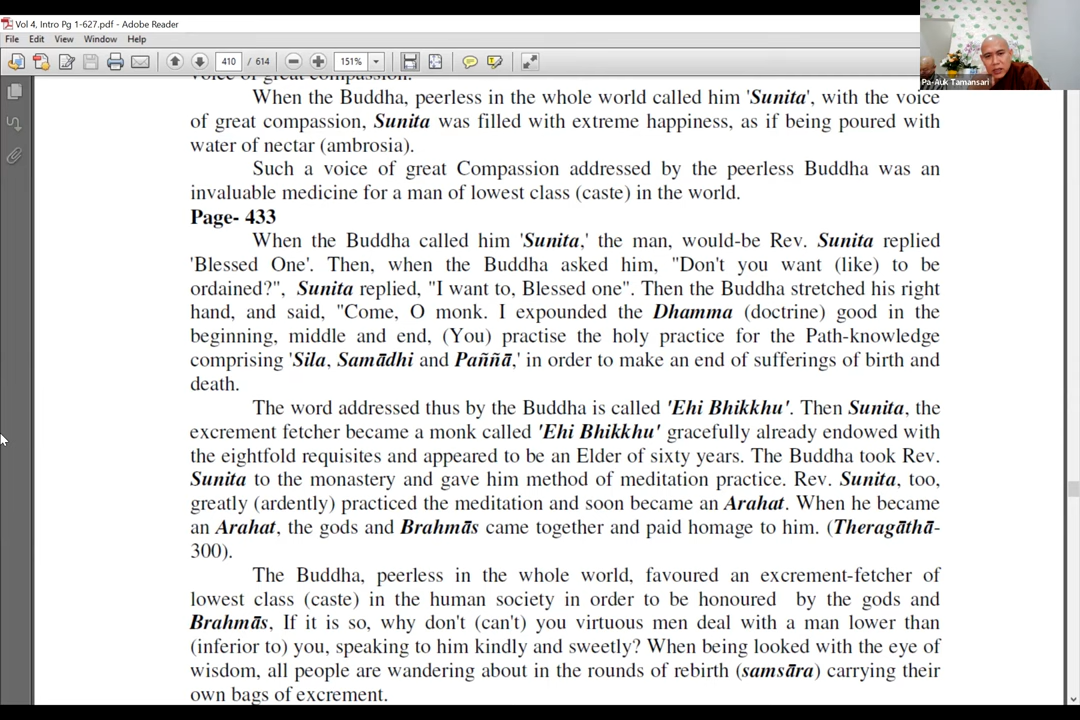 Vol 4, Intro Pg 1-627.pdf - Adobe Reader
File Edit View Window Help
410 / 614 151%
voice of great compassion.
When the Buddha, peerless in the whole world called him 'Sunita', with the voice
of great compassion, Sunita was filled with extreme happiness, as if being poured with
water of nectar (ambrosia).
Such a voice of great Compassion addressed by the peerless Buddha was an
invaluable medicine for a man of lowest class (caste) in the world.
Page- 433
When the Buddha called him 'Sunita,' the man, would-be Rev. Sunita replied
'Blessed One'. Then, when the Buddha asked him, "Don't you want (like) to be
ordained?", Sunita replied, "I want to, Blessed one". Then the Buddha stretched his right
hand, and said, "Come, O monk. I expounded the Dhamma (doctrine) good in the
beginning, middle and end, (You) practise the holy practice for the Path-knowledge
comprising 'Sila, Samādhi and Paññā,' in order to make an end of sufferings of birth and
death.
The word addressed thus by the Buddha is called 'Ehi Bhikkhu'. Then Sunita, the
excrement fetcher became a monk called 'Ehi Bhikkhu' gracefully already endowed with
the eightfold requisites and appeared to be an Elder of sixty years. The Buddha took Rev.
Sunita to the monastery and gave him method of meditation practice. Rev. Sunita, too,
greatly (ardently) practiced the meditation and soon became an Arahat. When he became
an Arahat, the gods and Brahmās came together and paid homage to him. (Theragāthā-
300).
The Buddha, peerless in the whole world, favoured an excrement-fetcher of
lowest class (caste) in the human society in order to be honoured by the gods and
Brahmās, If it is so, why don't (can't) you virtuous men deal with a man lower than
(inferior to) you, speaking to him kindly and sweetly? When being looked with the eye of
wisdom, all people are wandering about in the rounds of rebirth (samsāra) carrying their
own bags of excrement.
Pa-Auk Tamansari